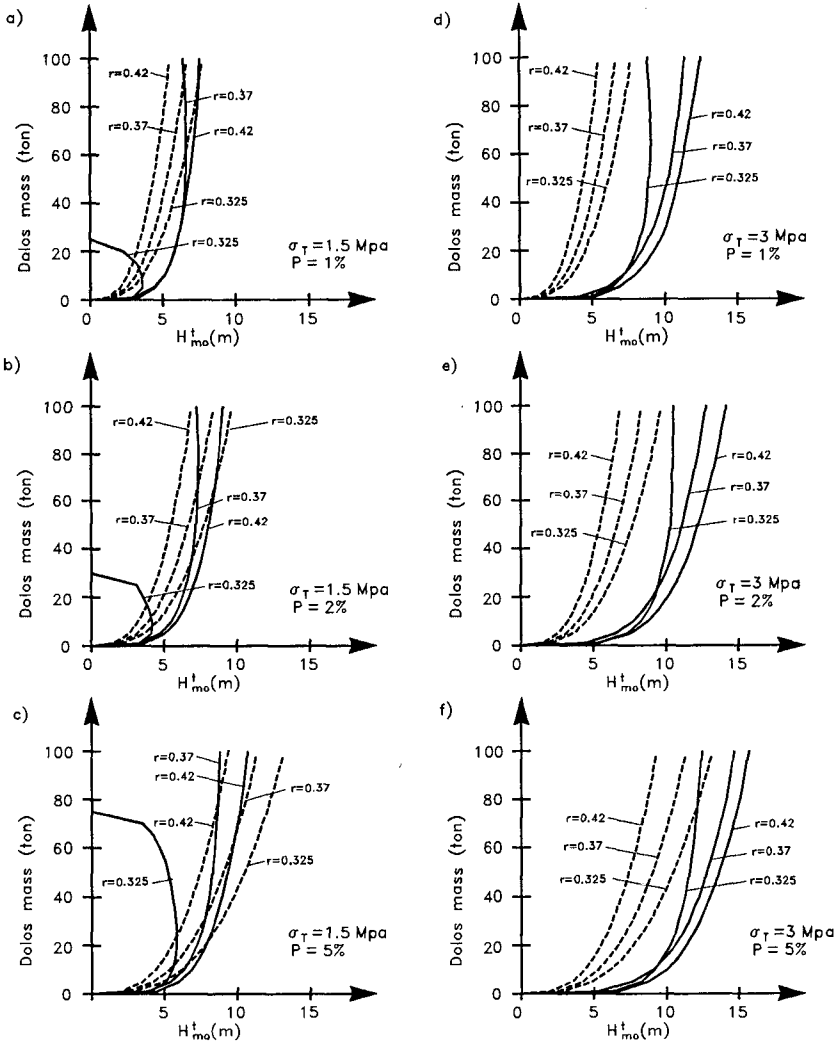 a)
Dolos mass (ton)
100
80
60
40
20
0
r=0.42
r=0.37
r=0.37
r=0.42
r=0.325
r=0.325
σT=1.5 Mpa
P = 1%
0 5 10 15
Htmo(m)
d)
Dolos mass (ton)
100
80
60
40
20
0
r=0.42
r=0.37
r=0.325
r=0.42
r=0.37
r=0.325
σT=3 Mpa
P = 1%
0 5 10 15
Htmo(m)
b)
Dolos mass (ton)
100
80
60
40
20
0
r=0.42
r=0.325
r=0.37
r=0.37
r=0.42
r=0.325
σT=1.5 Mpa
P = 2%
0 5 10 15
Htmo(m)
e)
Dolos mass (ton)
100
80
60
40
20
0
r=0.42
r=0.42
r=0.37
r=0.37
r=0.325
r=0.325
σT=3 Mpa
P = 2%
0 5 10 15
Htmo(m)
c)
Dolos mass (ton)
100
80
60
40
20
0
r=0.37
r=0.42
r=0.37
r=0.42
r=0.325
r=0.325
σT=1.5 Mpa
P = 5%
0 5 10 15
Htmo(m)
f)
Dolos mass (ton)
100
80
60
40
20
0
r=0.42
r=0.42
r=0.37
r=0.37
r=0.325
r=0.325
σT=3 Mpa
P = 5%
0 5 10 15
Htmo(m)